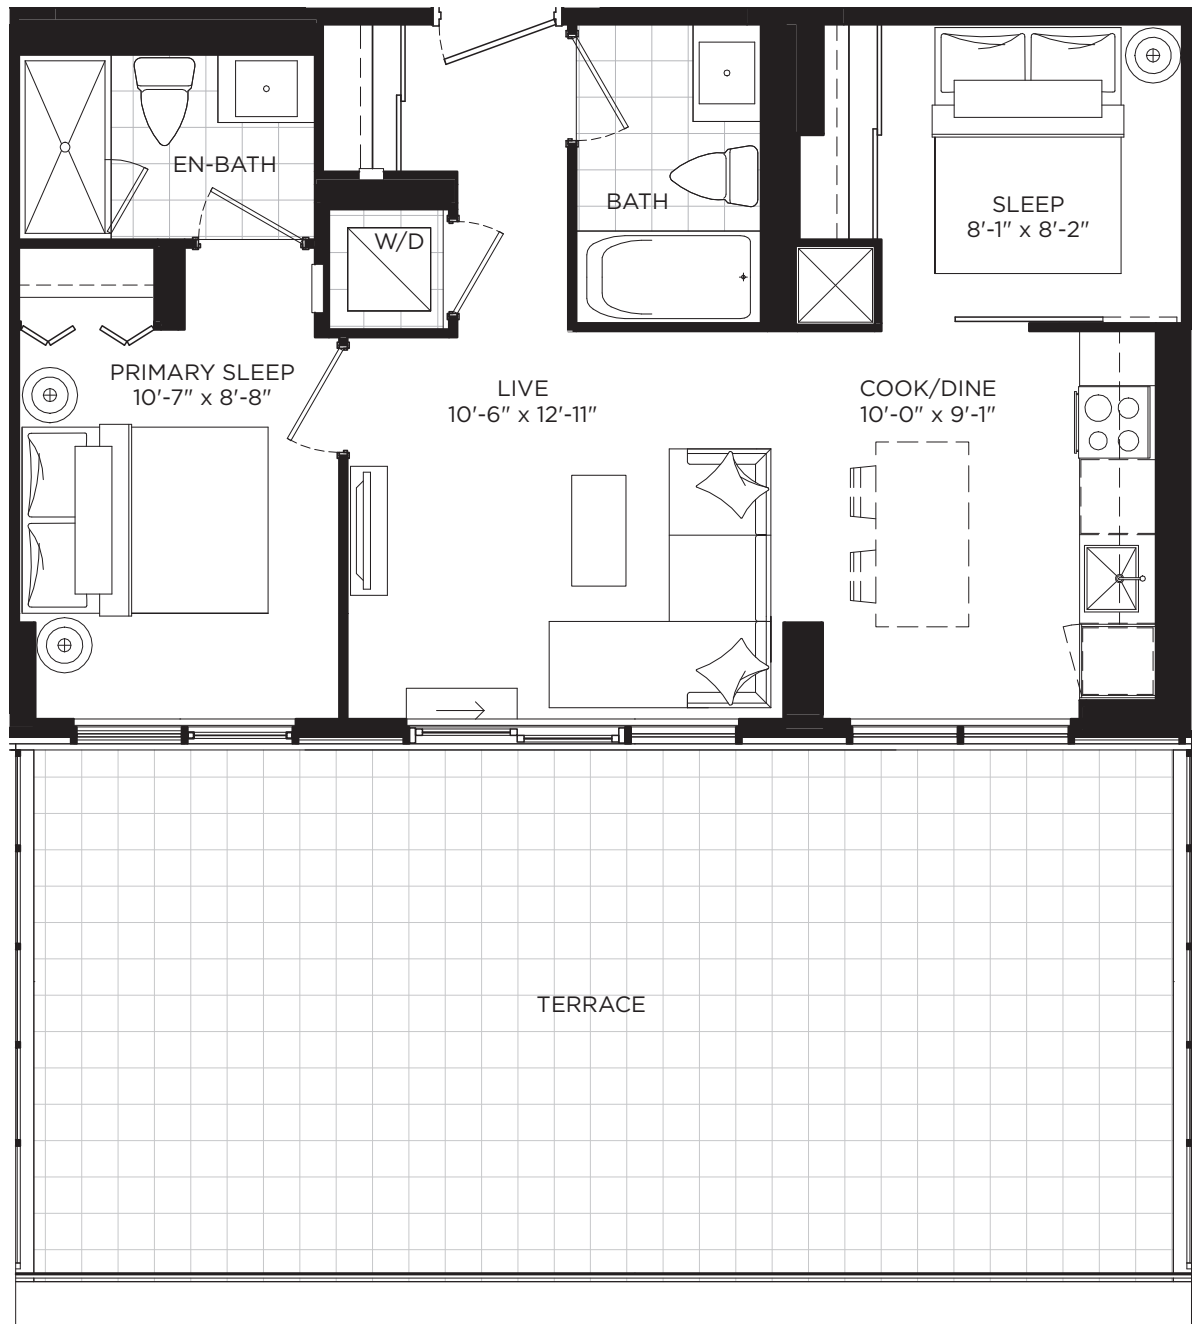 EN-BATH
BATH
W/D
SLEEP
8'-1" x 8'-2"
PRIMARY SLEEP
10'-7" x 8'-8"
LIVE
10'-6" x 12'-11"
COOK/DINE
10'-0" x 9'-1"
TERRACE